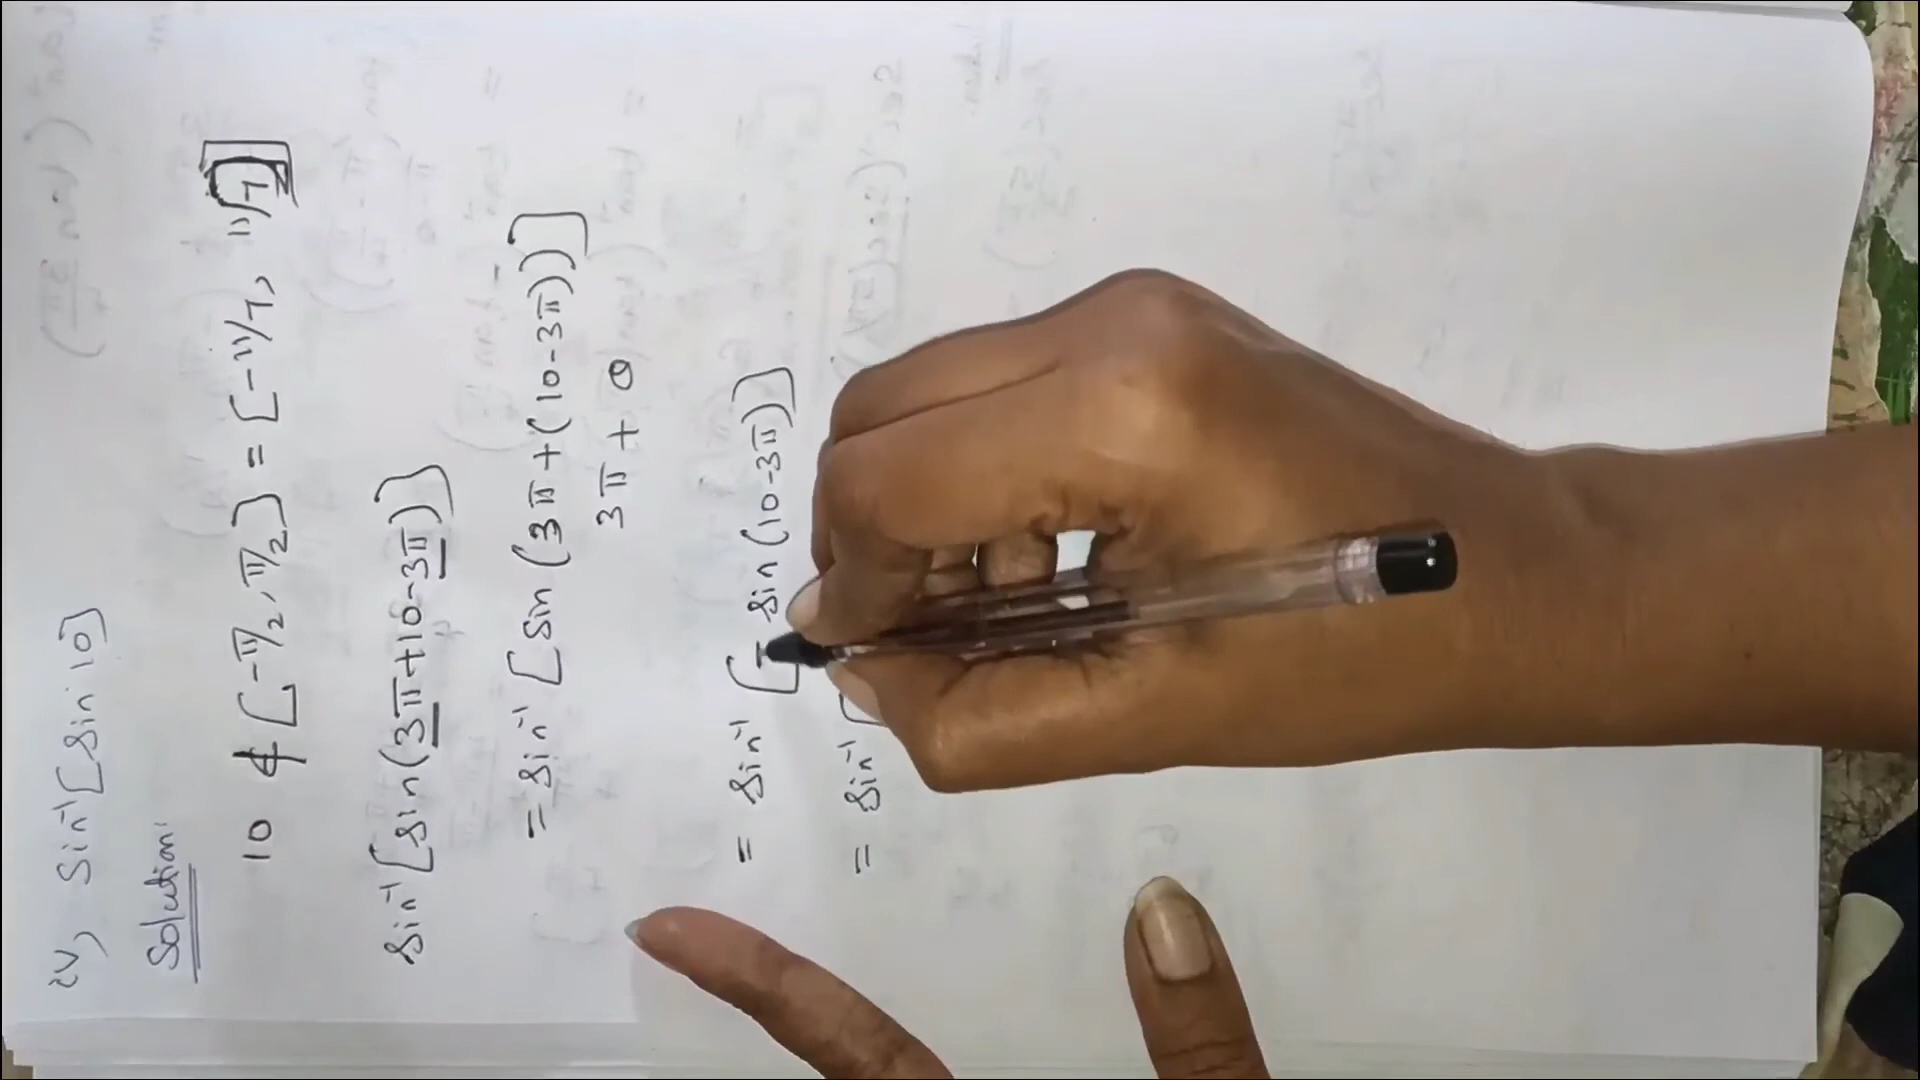 iv, Sin⁻¹[Sin 10]
Solution:
10 ∉ [-π/2, π/2] = [-11/7, 11/7]
Sin⁻¹[Sin(3π+10-3π)]
= Sin⁻¹[Sin(3π+(10-3π))]
3π + θ
= Sin⁻¹[- Sin(10-3π)]
= Sin⁻¹[